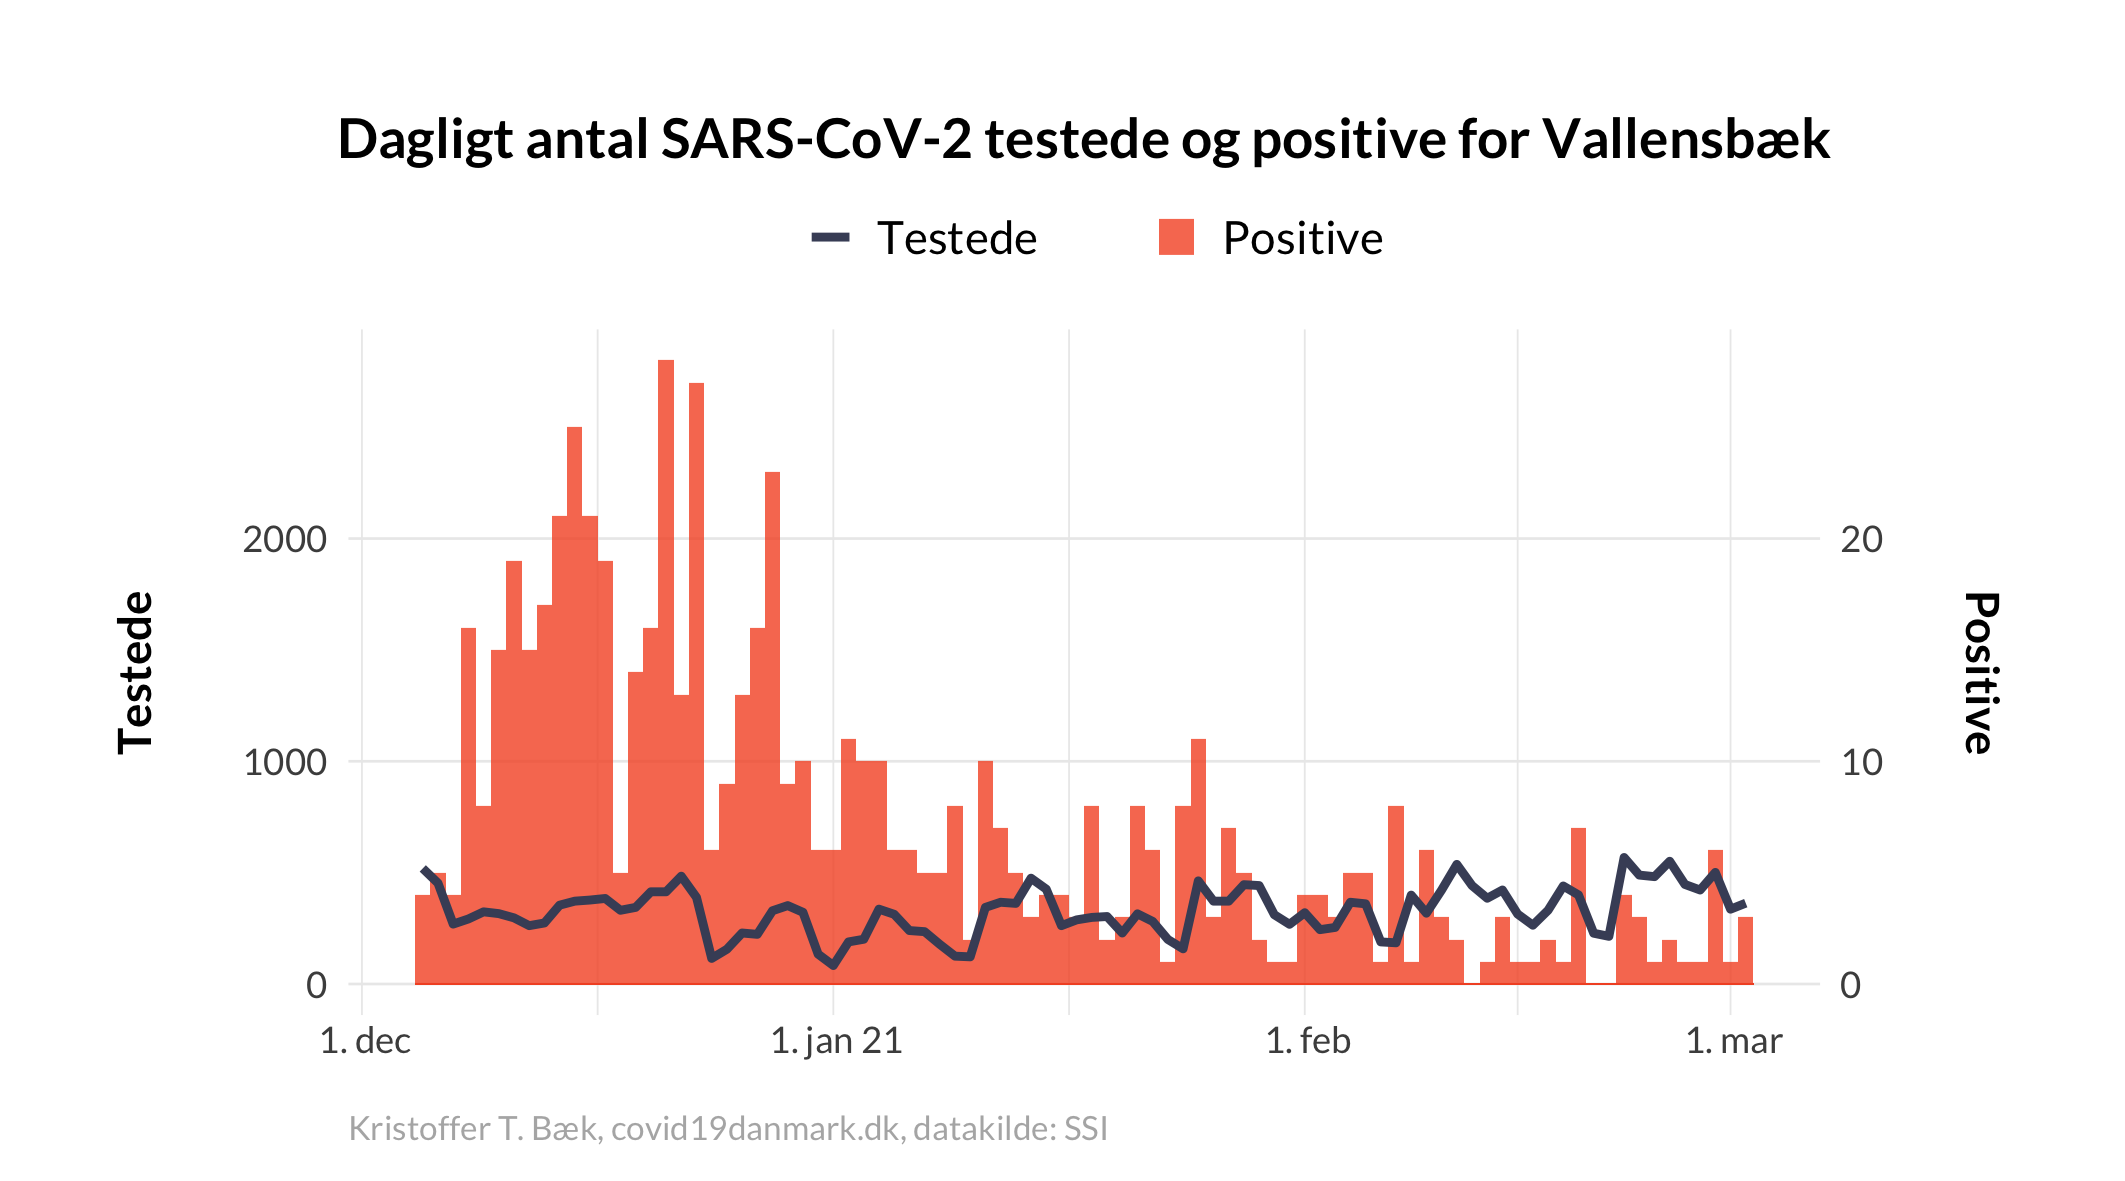 Dagligt antal SARS-CoV-2 testede og positive for Vallensbæk
Testede Positive
2000 20
Testede
Positive
1000 10
0 0
1. dec 1. jan 21 1. feb 1. mar
Kristoffer T. Bæk, covid19danmark.dk, datakilde: SSI